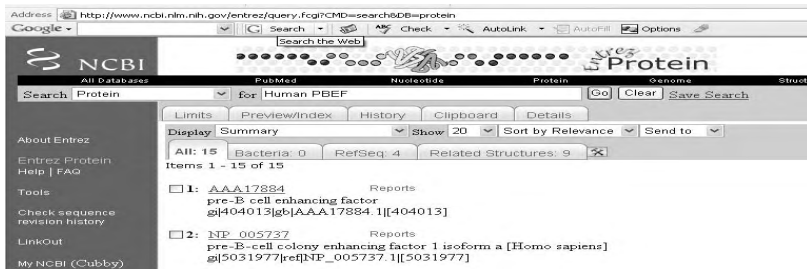 Address http://www.ncbi.nlm.nih.gov/entrez/query.fcgi?CMD=search&DB=protein
Google Search Check AutoLink AutoFill Options
Search the Web
NCBI Entrez Protein
All Databases PubMed Nucleotide Protein Genome Struct
Search Protein for Human PBEF Go Clear Save Search
Limits Preview/Index History Clipboard Details
Display Summary Show 20 Sort by Relevance Send to
About Entrez
All: 15 Bacteria: 0 RefSeq: 4 Related Structures: 9
Items 1 - 15 of 15
Entrez Protein
Help | FAQ
1: AAA17884 Reports
pre-B cell enhancing factor
gi|404013|gb|AAA17884.1|[404013]
Tools
Check sequence
revision history
2: NP_005737 Reports
pre-B-cell colony enhancing factor 1 isoform a [Homo sapiens]
gi|5031977|ref|NP_005737.1|[5031977]
LinkOut
My NCBI (Cubby)